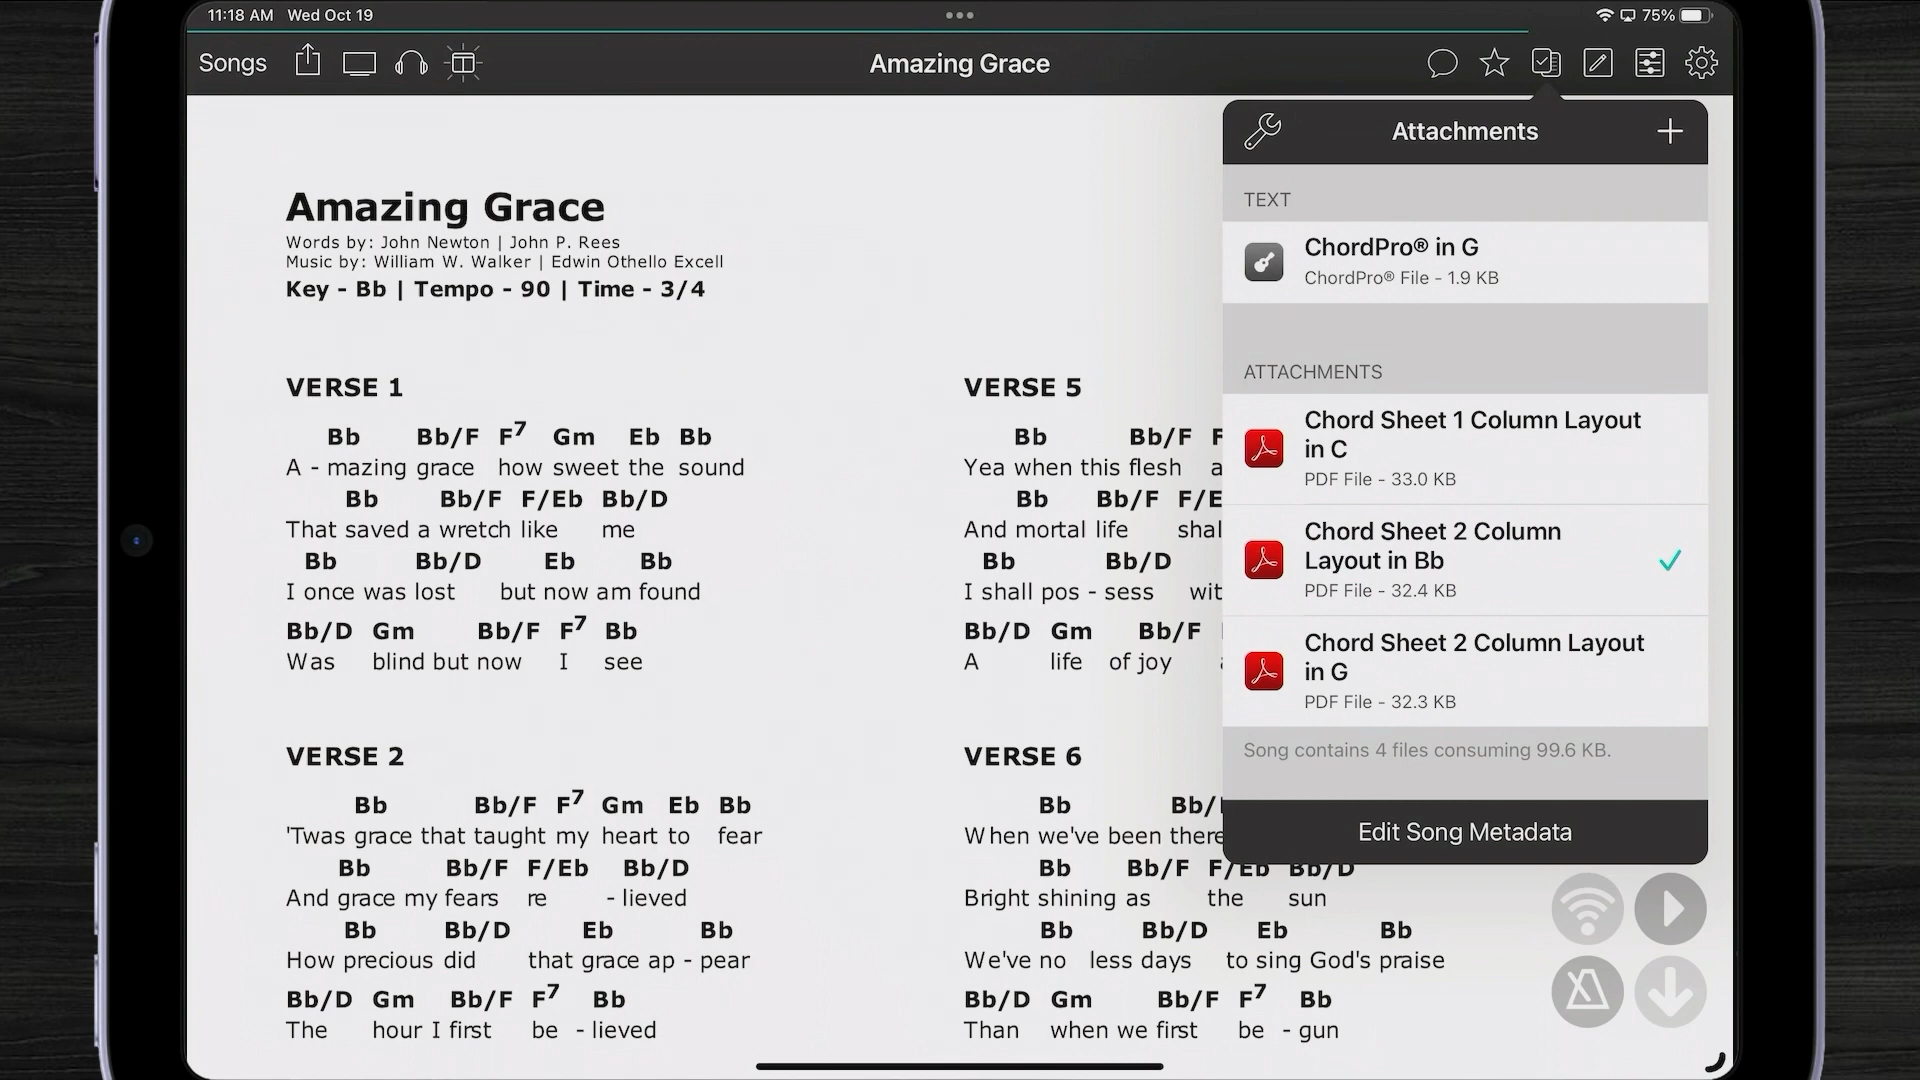 11:18 AM Wed Oct 19
75%
Songs
Amazing Grace
Amazing Grace
Words by: John Newton | John P. Rees
Music by: William W. Walker | Edwin Othello Excell
Key - Bb | Tempo - 90 | Time - 3/4
VERSE 1
Bb Bb/F F7 Gm Eb Bb
A - mazing grace how sweet the sound
Bb Bb/F F/Eb Bb/D
That saved a wretch like me
Bb Bb/D Eb Bb
I once was lost but now am found
Bb/D Gm Bb/F F7 Bb
Was blind but now I see
VERSE 2
Bb Bb/F F7 Gm Eb Bb
'Twas grace that taught my heart to fear
Bb Bb/F F/Eb Bb/D
And grace my fears re - lieved
Bb Bb/D Eb Bb
How precious did that grace ap - pear
Bb/D Gm Bb/F F7 Bb
The hour I first be - lieved
VERSE 5
Bb Bb/F F
Yea when this flesh a
Bb Bb/F F/E
And mortal life shal
Bb Bb/D
I shall pos - sess wit
Bb/D Gm Bb/F
A life of joy
VERSE 6
Bb Bb/
When we've been there
Bb Bb/F F/Eb Bb/D
Bright shining as the sun
Bb Bb/D Eb Bb
We've no less days to sing God's praise
Bb/D Gm Bb/F F7 Bb
Than when we first be - gun
Attachments
TEXT
ChordPro® in G
ChordPro® File - 1.9 KB
ATTACHMENTS
Chord Sheet 1 Column Layout
in C
PDF File - 33.0 KB
Chord Sheet 2 Column
Layout in Bb
PDF File - 32.4 KB
Chord Sheet 2 Column Layout
in G
PDF File - 32.3 KB
Song contains 4 files consuming 99.6 KB.
Edit Song Metadata